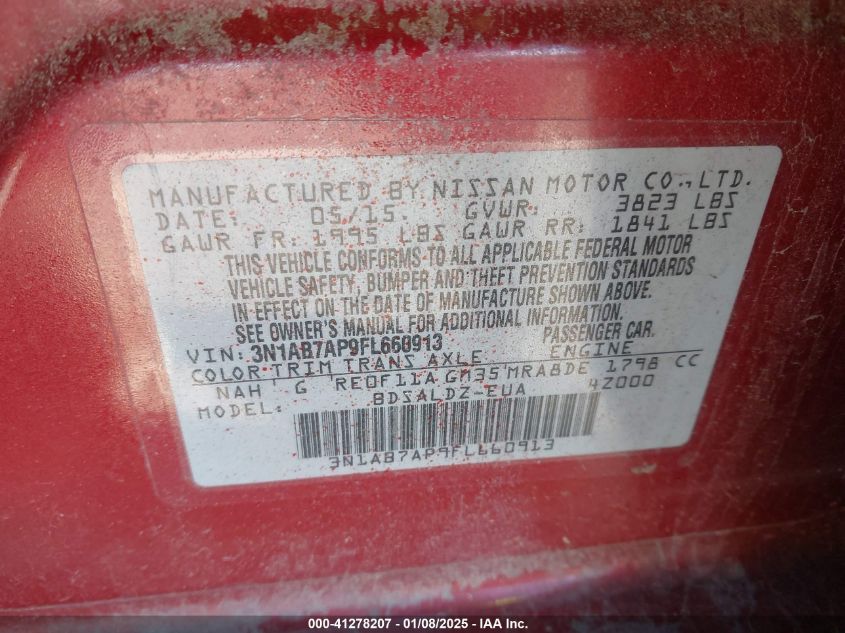 MANUFACTURED BY NISSAN MOTOR CO., LTD.
DATE: 05/15. GVWR: 3823 LBS
GAWR FR: 1995 LBS GAWR RR: 1841 LBS
THIS VEHICLE CONFORMS TO ALL APPLICABLE FEDERAL MOTOR
VEHICLE SAFETY, BUMPER AND THEFT PREVENTION STANDARDS
IN EFFECT ON THE DATE OF MANUFACTURE SHOWN ABOVE.
SEE OWNER'S MANUAL. PASSENGER CAR.
VIN: 3N1AB7AP9FL660913
COLOR TRIM TRANS AXLE ENGINE
NAH G RE0F11A GM35 MRA8DE 1798 CC
MODEL: BDSALDZ-EUA 4Z000
3N1AB7AP9FL660913
000-41278207 - 01/08/2025 - © IAA Inc.